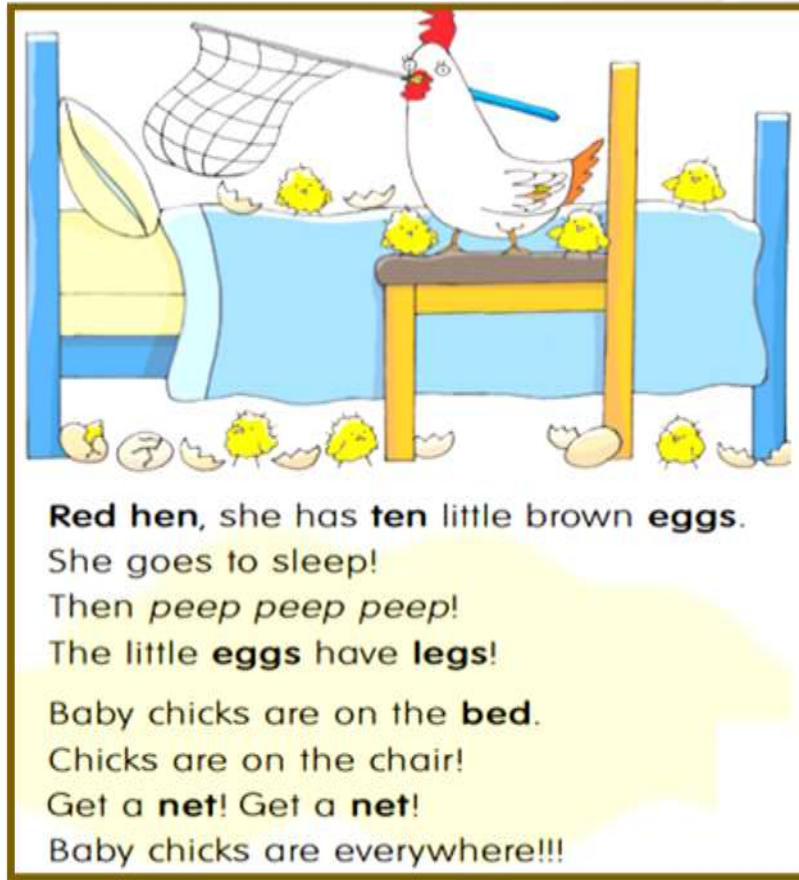 Red hen, she has ten little brown eggs.
She goes to sleep!
Then peep peep peep!
The little eggs have legs!
Baby chicks are on the bed.
Chicks are on the chair!
Get a net! Get a net!
Baby chicks are everywhere!!!